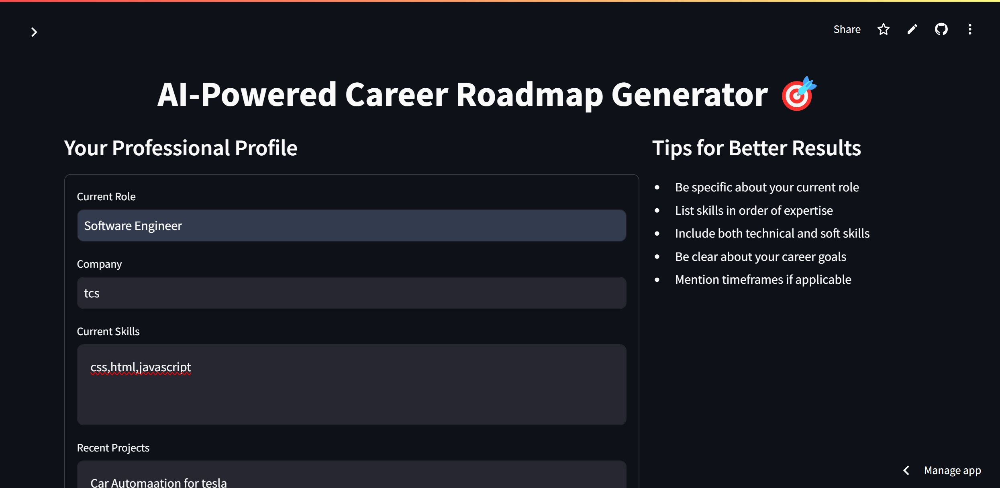 Share
AI-Powered Career Roadmap Generator
Your Professional Profile
Current Role
Software Engineer
Company
tcs
Current Skills
css,html,javascript
Recent Projects
Car Automaation for tesla
Tips for Better Results
Be specific about your current role
List skills in order of expertise
Include both technical and soft skills
Be clear about your career goals
Mention timeframes if applicable
Manage app